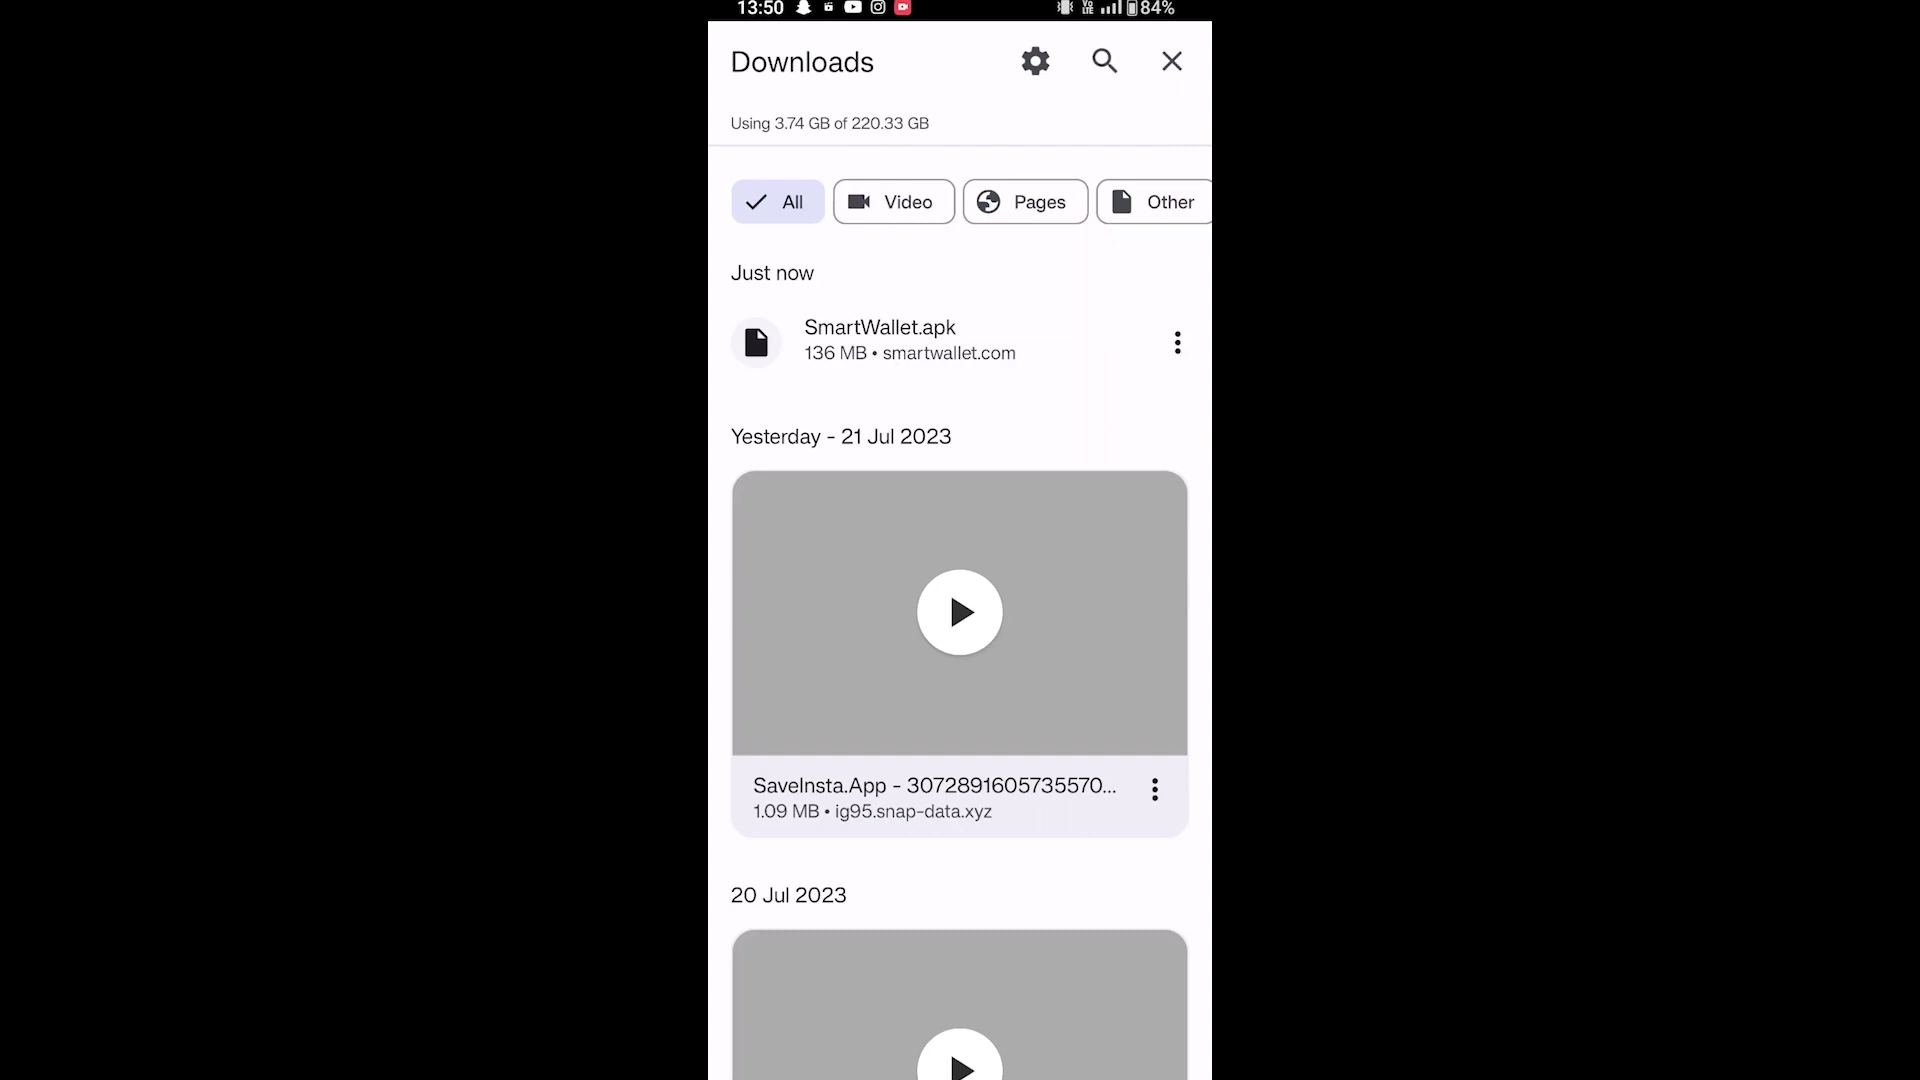 13:50 84%
Downloads
Using 3.74 GB of 220.33 GB
All Video Pages Other
Just now
SmartWallet.apk
136 MB • smartwallet.com
Yesterday - 21 Jul 2023
SaveInsta.App - 3072891605735570...
1.09 MB • ig95.snap-data.xyz
20 Jul 2023